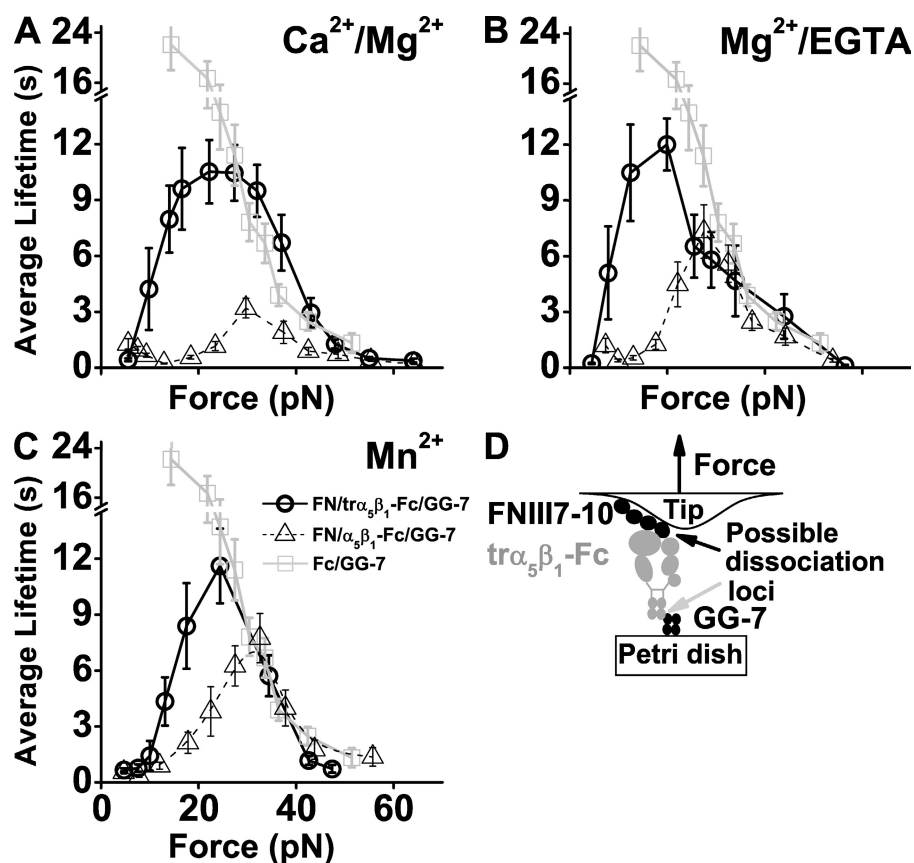 A
Ca²⁺/Mg²⁺
24
16
12
9
6
3
0
Average Lifetime (s)
20
40
60
Force (pN)
B
Mg²⁺/EGTA
24
16
12
9
6
3
0
Force (pN)
C
Mn²⁺
24
16
12
9
6
3
0
Average Lifetime (s)
FN/trα₅β₁-Fc/GG-7
FN/α₅β₁-Fc/GG-7
Fc/GG-7
0
20
40
60
Force (pN)
D
Force
Tip
FNIII7-10
trα₅β₁-Fc
Possible
dissociation
loci
GG-7
Petri dish